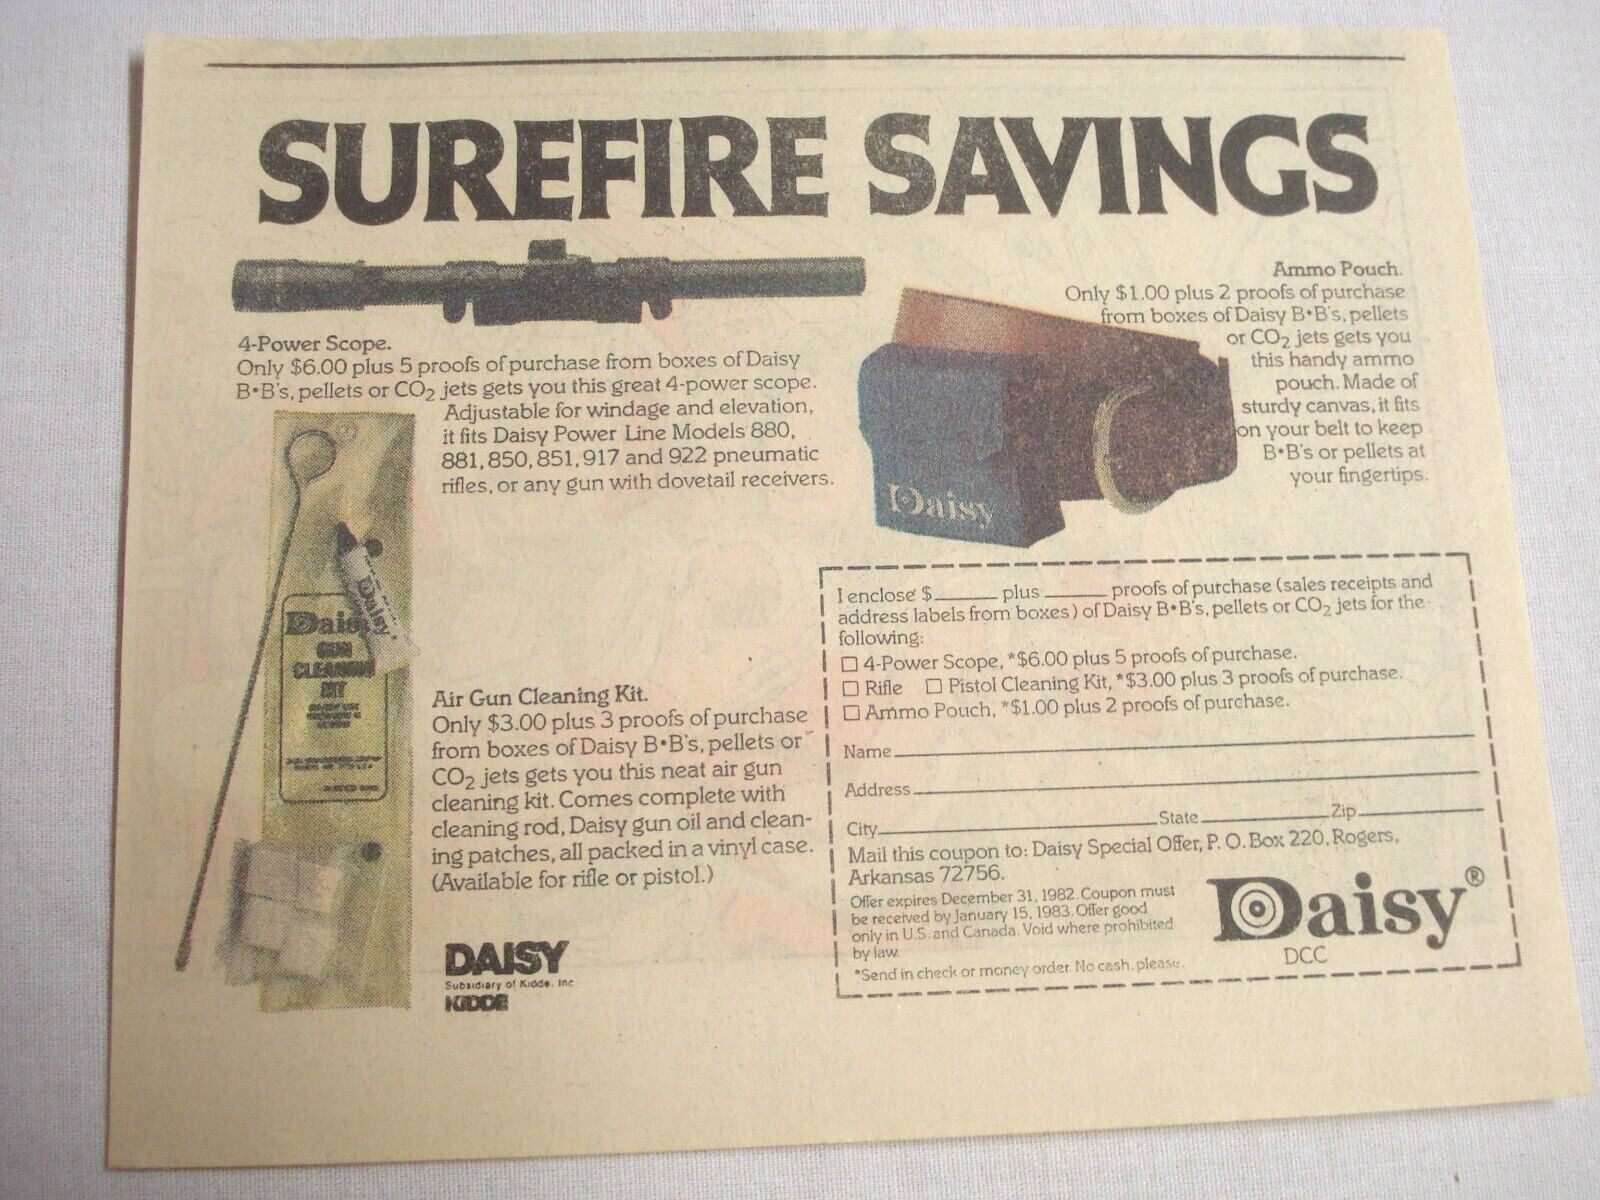 SUREFIRE SAVINGS
4-Power Scope.
Only $6.00 plus 5 proofs of purchase from boxes of Daisy
B•B's, pellets or CO2 jets gets you this great 4-power scope.
Adjustable for windage and elevation,
it fits Daisy Power Line Models 880,
881, 850, 851, 917 and 922 pneumatic
rifles, or any gun with dovetail receivers.
Ammo Pouch.
Only $1.00 plus 2 proofs of purchase
from boxes of Daisy B•B's, pellets
or CO2 jets gets you
this handy ammo
pouch. Made of
sturdy canvas, it fits
on your belt to keep
B•B's or pellets at
your fingertips.
Daisy
Daisy
Daisy
GUN
CLEANING
KIT
Air Gun Cleaning Kit.
Only $3.00 plus 3 proofs of purchase
from boxes of Daisy B•B's, pellets or
CO2 jets gets you this neat air gun
cleaning kit. Comes complete with
cleaning rod, Daisy gun oil and clean-
ing patches, all packed in a vinyl case.
(Available for rifle or pistol.)
DAISY
Subsidiary of Kidde, Inc
KIDDE
I enclose $______ plus ______ proofs of purchase (sales receipts and
address labels from boxes) of Daisy B•B's, pellets or CO2 jets for the
following:
☐ 4-Power Scope, *$6.00 plus 5 proofs of purchase.
☐ Rifle ☐ Pistol Cleaning Kit, *$3.00 plus 3 proofs of purchase.
☐ Ammo Pouch, *$1.00 plus 2 proofs of purchase.
Name
Address
City State Zip
Mail this coupon to: Daisy Special Offer, P. O. Box 220, Rogers,
Arkansas 72756.
Offer expires December 31, 1982. Coupon must
be received by January 15, 1983. Offer good
only in U.S. and Canada. Void where prohibited
by law.
*Send in check or money order. No cash, please.
Daisy®
DCC